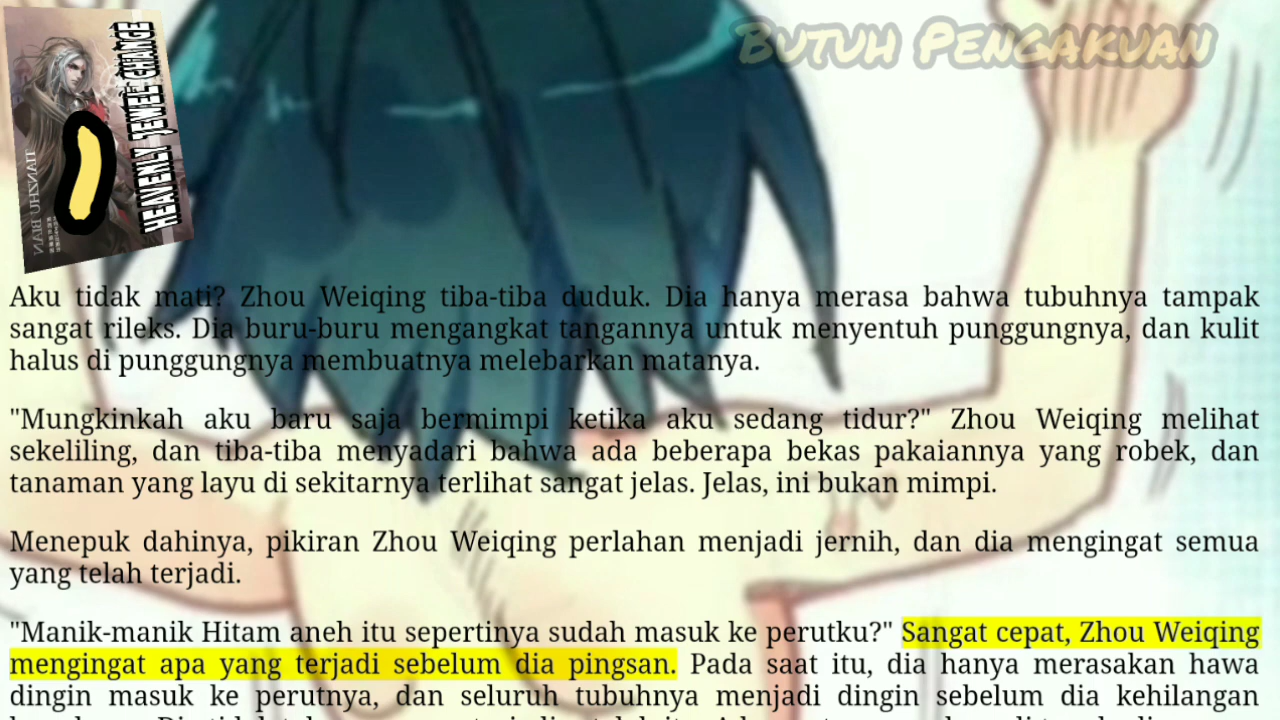 Butuh Pengakuan
HEAVENLY JEWEL CHANGE
TIANZHU BIAN
Aku tidak mati? Zhou Weiqing tiba-tiba duduk. Dia hanya merasa bahwa tubuhnya tampak
sangat rileks. Dia buru-buru mengangkat tangannya untuk menyentuh punggungnya, dan kulit
halus di punggungnya membuatnya melebarkan matanya.
"Mungkinkah aku baru saja bermimpi ketika aku sedang tidur?" Zhou Weiqing melihat
sekeliling, dan tiba-tiba menyadari bahwa ada beberapa bekas pakaiannya yang robek, dan
tanaman yang layu di sekitarnya terlihat sangat jelas. Jelas, ini bukan mimpi.
Menepuk dahinya, pikiran Zhou Weiqing perlahan menjadi jernih, dan dia mengingat semua
yang telah terjadi.
"Manik-manik Hitam aneh itu sepertinya sudah masuk ke perutku?" Sangat cepat, Zhou Weiqing
mengingat apa yang terjadi sebelum dia pingsan. Pada saat itu, dia hanya merasakan hawa
dingin masuk ke perutnya, dan seluruh tubuhnya menjadi dingin sebelum dia kehilangan